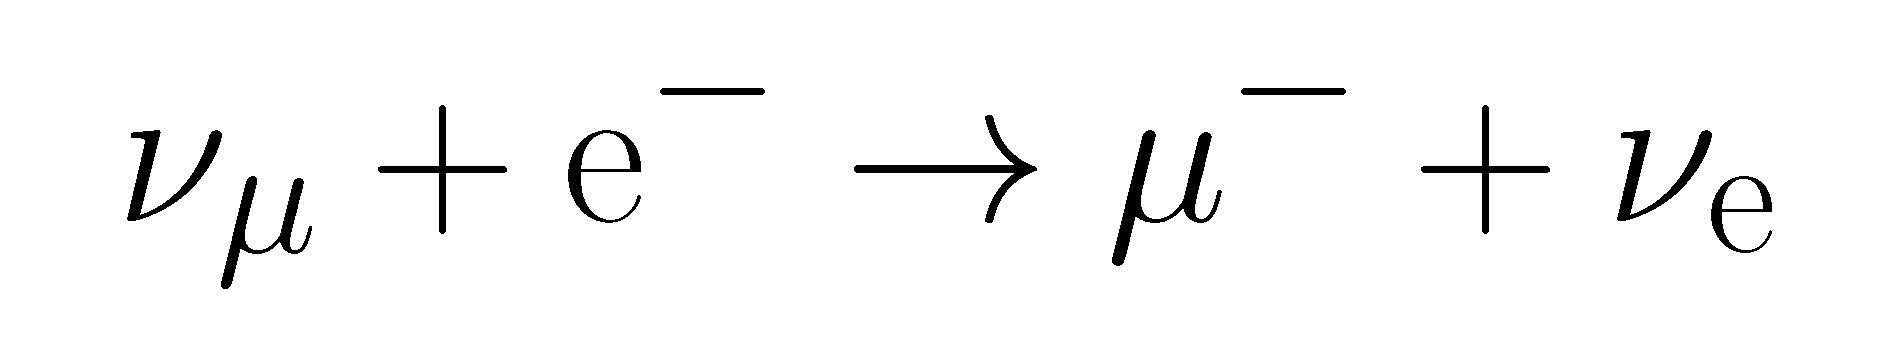 ν_μ + e⁻ → μ⁻ + ν_e